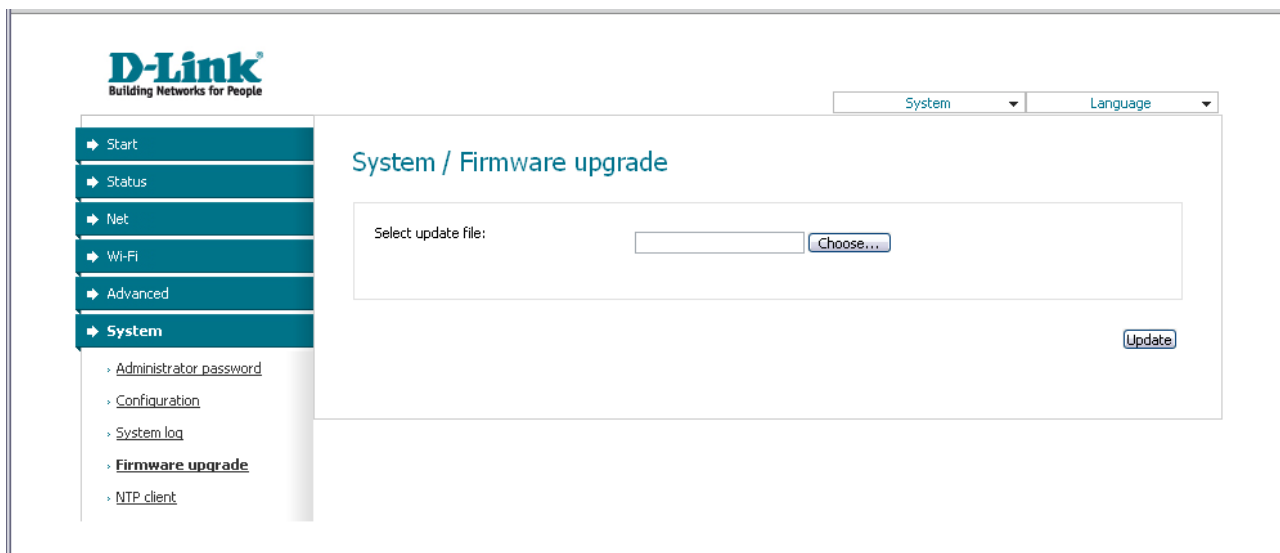 D-Link®
Building Networks for People
System
Language
Start
Status
Net
Wi-Fi
Advanced
System
Administrator password
Configuration
System log
Firmware upgrade
NTP client
System / Firmware upgrade
Select update file:
Choose...
Update